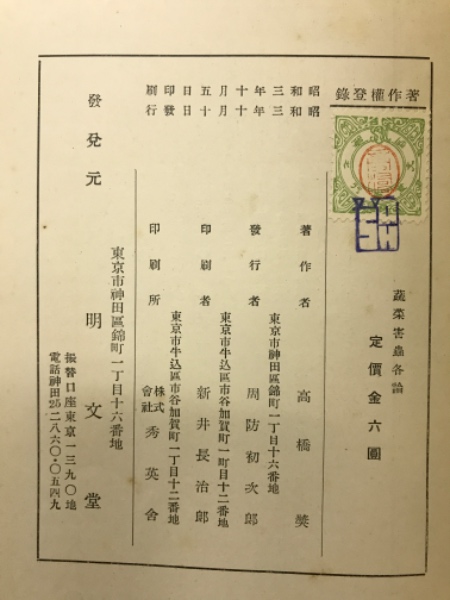 著作權登錄
蔬菜害蟲各論
定價金六圓
昭和三年十月五日印刷
昭和三年十月十日發行
著作者 高橋奬
東京市神田區錦町一丁目十六番地
發行者 周防初次郎
東京市牛込區市谷加賀町一町目十二番地
印刷者 新井長治郎
東京市牛込區市谷加賀町一丁目十二番地
印刷所 株式會社 秀英舍
東京市神田區錦町一丁目十六番地
發兌元 明文堂
振替口座東京一三九〇地
電話神田25二八六〇・〇五四九